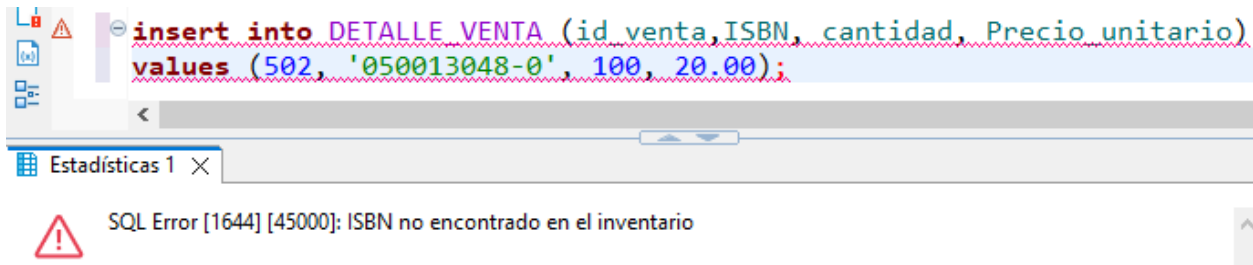 insert into DETALLE_VENTA (id_venta,ISBN, cantidad, Precio_unitario)
values (502, '050013048-0', 100, 20.00);
Estadísticas 1
SQL Error [1644] [45000]: ISBN no encontrado en el inventario